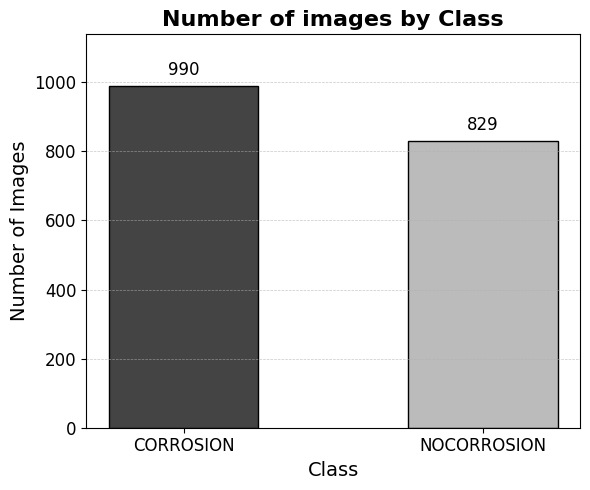 Number of images by Class
Number of Images
1000
800
600
400
200
0
990
829
CORROSION
NOCORROSION
Class